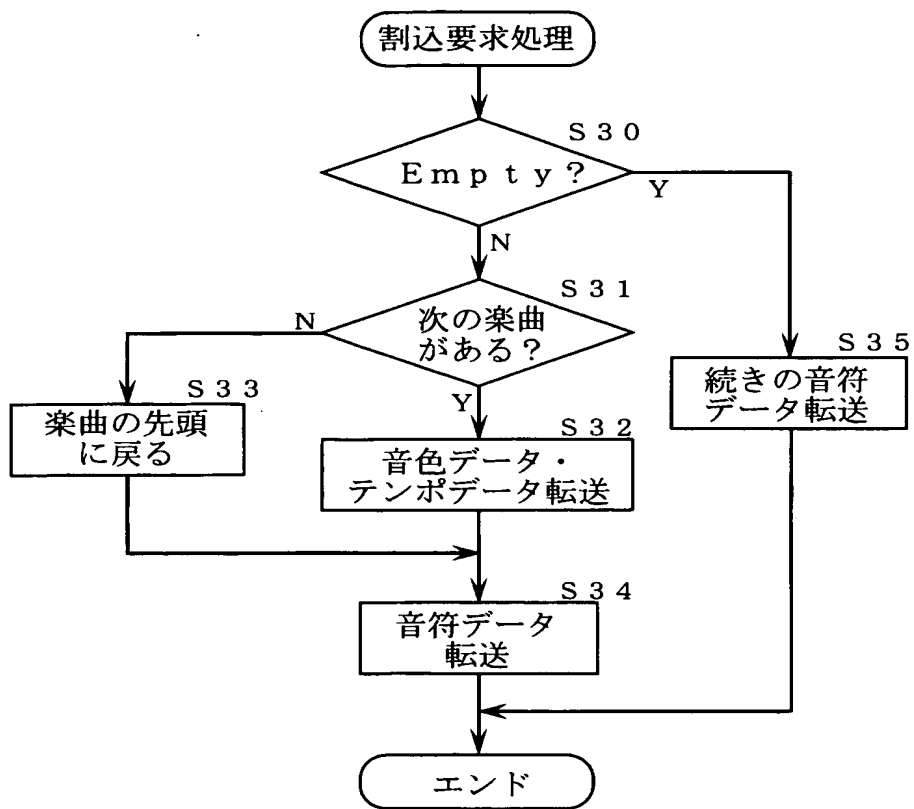 割込要求処理
S30
Empty?
Y
N
S31
次の楽曲
がある?
N
Y
S35
続きの音符
データ転送
S33
楽曲の先頭
に戻る
S32
音色データ・
テンポデータ転送
S34
音符データ
転送
エンド